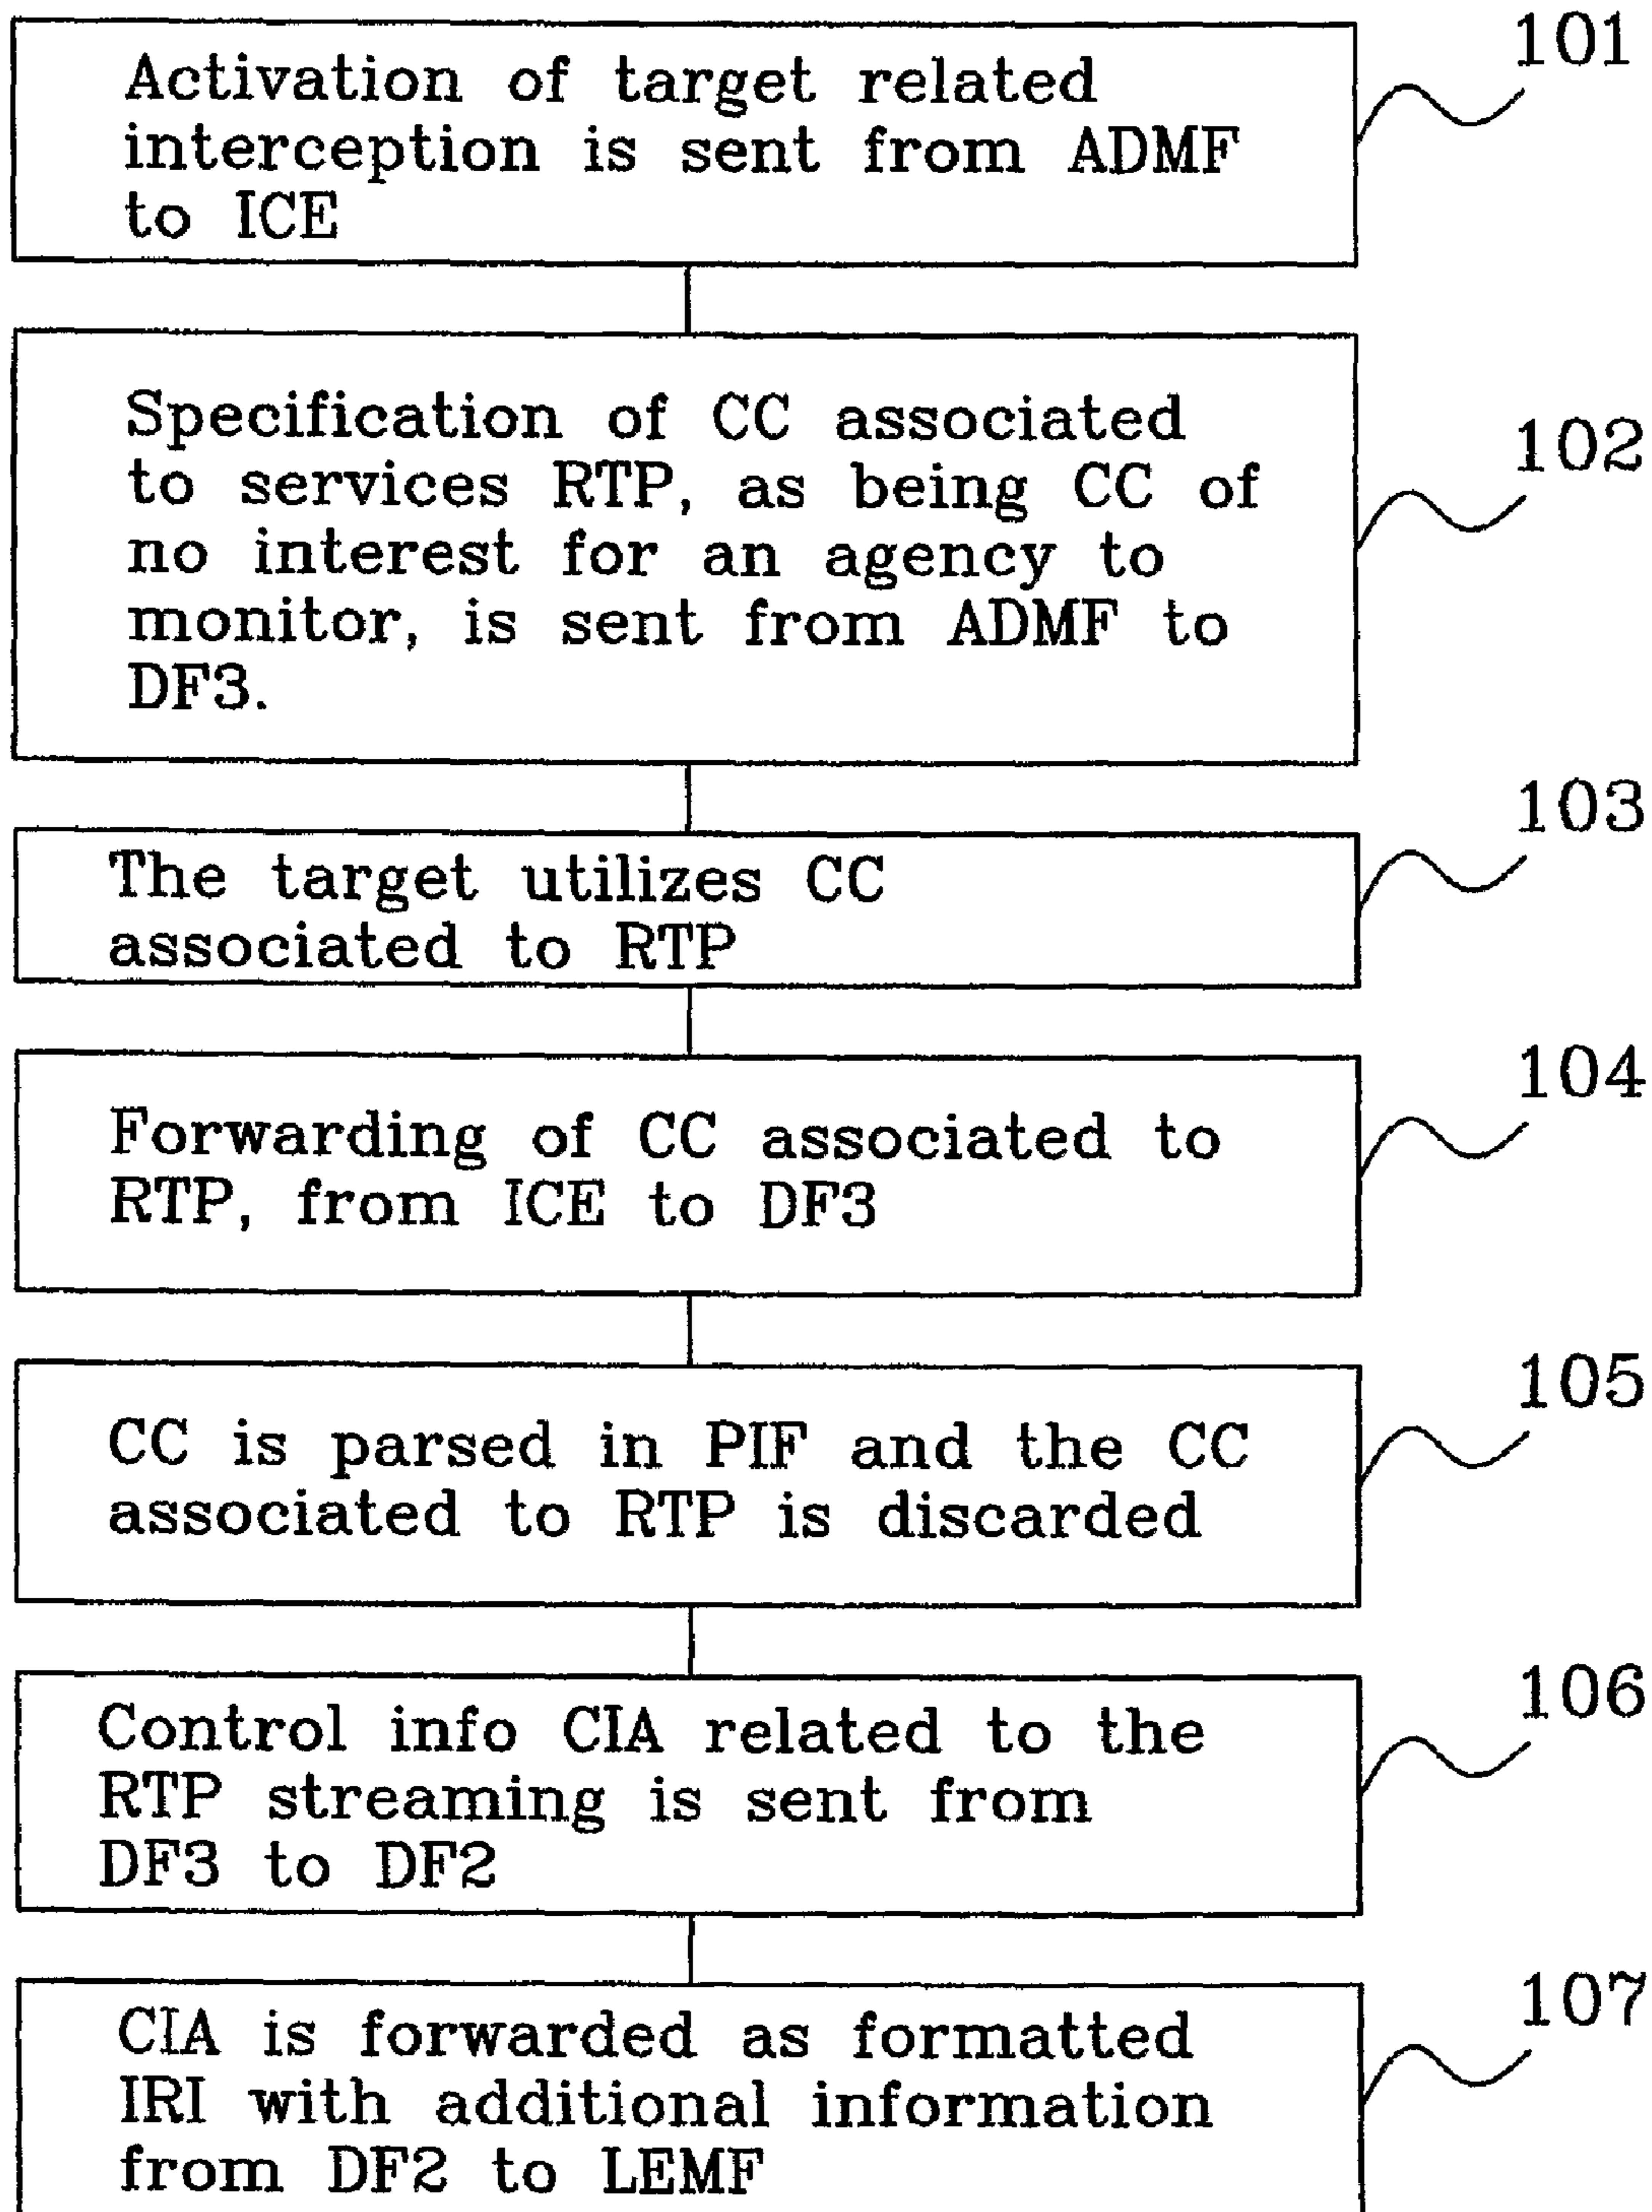 101
Activation of target related
interception is sent from ADMF
to ICE
102
Specification of CC associated
to services RTP, as being CC of
no interest for an agency to
monitor, is sent from ADMF to
DF3.
103
The target utilizes CC
associated to RTP
104
Forwarding of CC associated to
RTP, from ICE to DF3
105
CC is parsed in PIF and the CC
associated to RTP is discarded
106
Control info CIA related to the
RTP streaming is sent from
DF3 to DF2
107
CIA is forwarded as formatted
IRI with additional information
from DF2 to LEMF